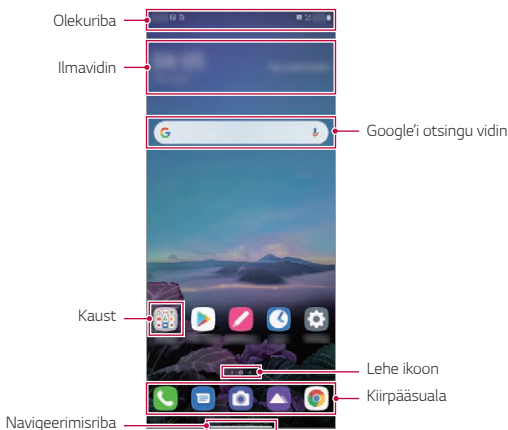 Olekuriba
Ilmavidin
Google’i otsingu vidin
Kaust
Lehe ikoon
Kiirpääsuala
Navigeerimisriba